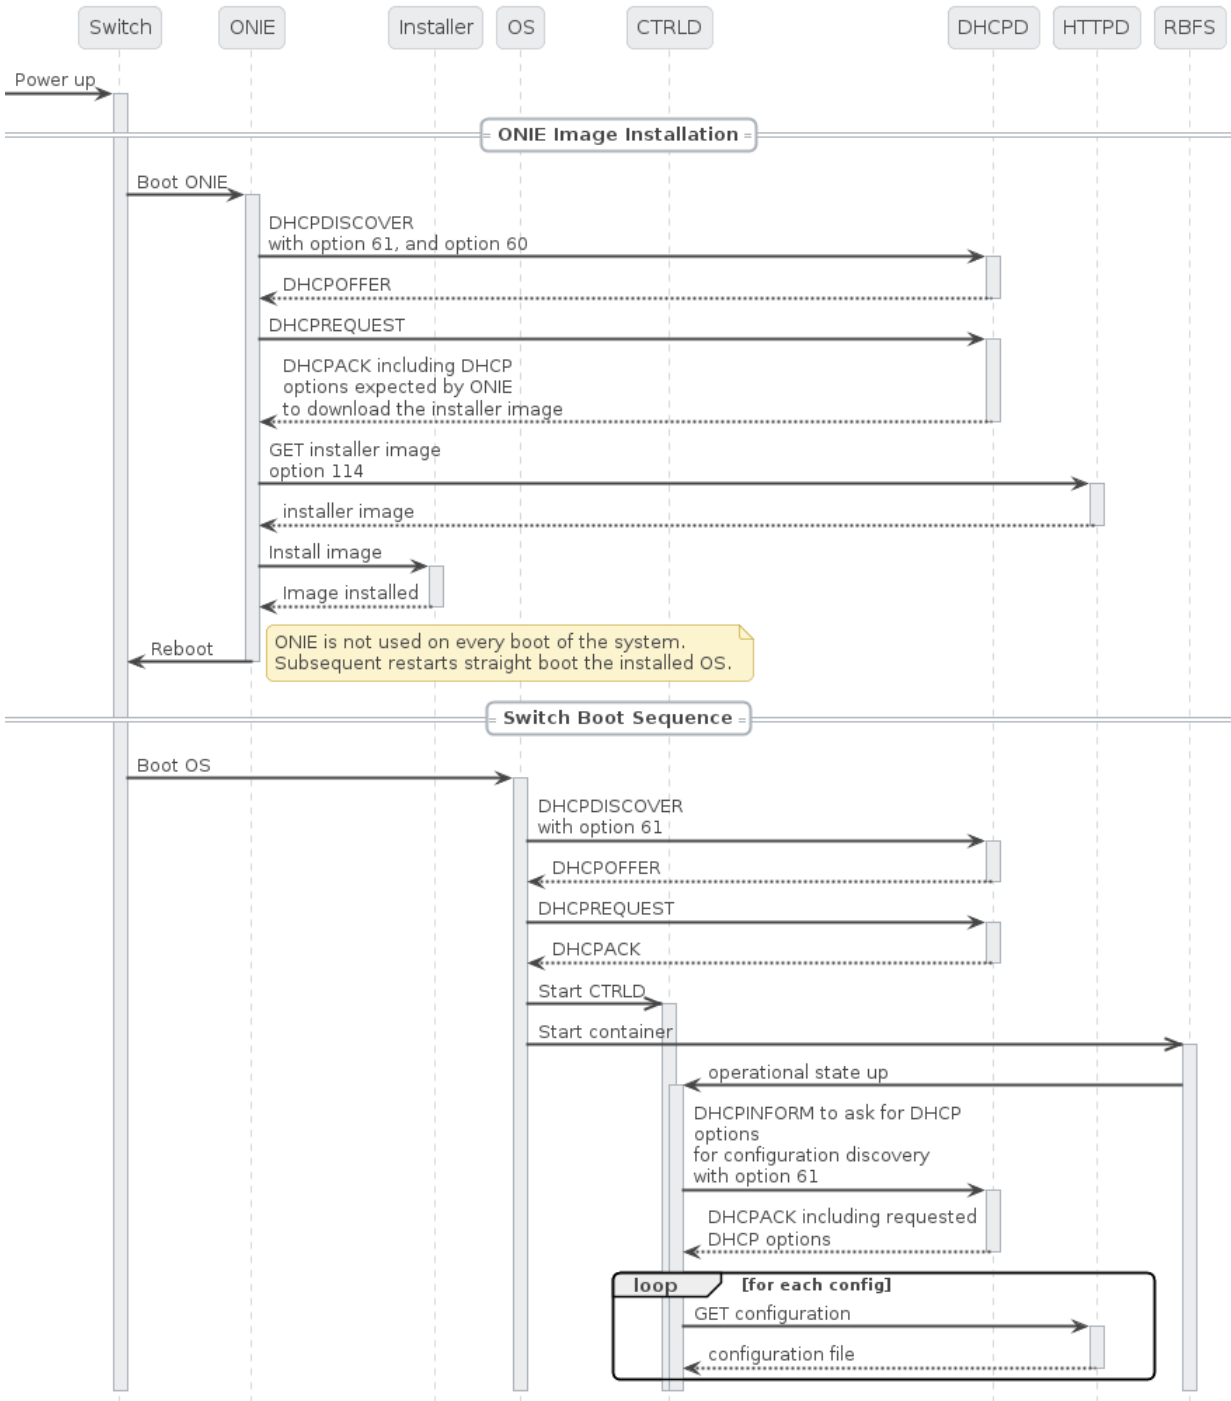 Switch ONIE Installer OS CTRLD DHCPD HTTPD RBFS
Power up
ONIE Image Installation
Boot ONIE
DHCPDISCOVER
with option 61, and option 60
DHCPOFFER
DHCPREQUEST
DHCPACK including DHCP
options expected by ONIE
to download the installer image
GET installer image
option 114
installer image
Install image
Image installed
ONIE is not used on every boot of the system.
Reboot
Subsequent restarts straight boot the installed OS.
Switch Boot Sequence
Boot OS
DHCPDISCOVER
with option 61
DHCPOFFER
DHCPREQUEST
DHCPACK
Start CTRLD
Start container
operational state up
DHCPINFORM to ask for DHCP
options
for configuration discovery
with option 61
DHCPACK including requested
DHCP options
loop [for each config]
GET configuration
configuration file